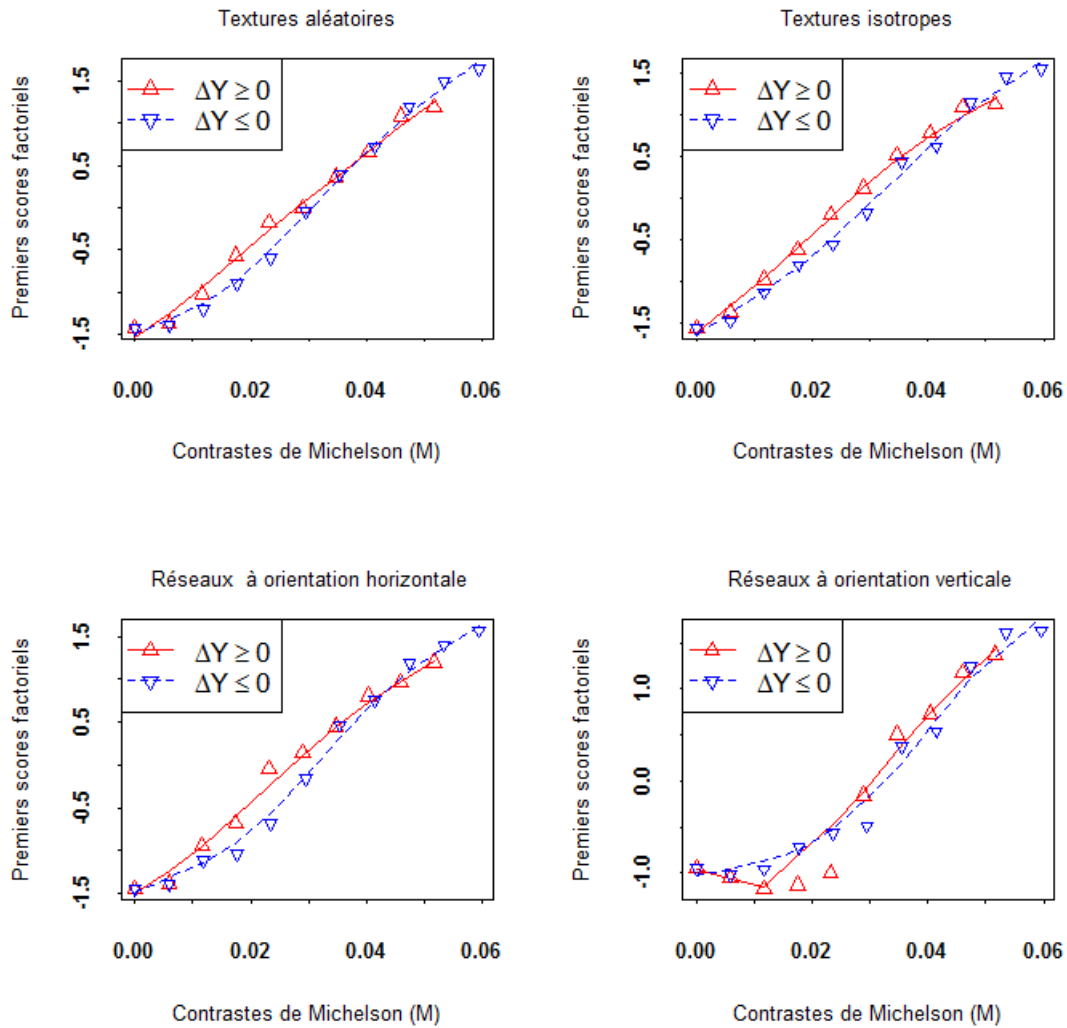 Textures aléatoires
Premiers scores factoriels
1.5
0.5
-0.5
-1.5
ΔY ≥ 0
ΔY ≤ 0
0.00 0.02 0.04 0.06
Contrastes de Michelson (M)
Textures isotropes
Premiers scores factoriels
1.5
0.5
-0.5
-1.5
ΔY ≥ 0
ΔY ≤ 0
0.00 0.02 0.04 0.06
Contrastes de Michelson (M)
Réseaux à orientation horizontale
Premiers scores factoriels
1.5
0.5
-0.5
-1.5
ΔY ≥ 0
ΔY ≤ 0
0.00 0.02 0.04 0.06
Contrastes de Michelson (M)
Réseaux à orientation verticale
Premiers scores factoriels
1.0
0.0
-1.0
ΔY ≥ 0
ΔY ≤ 0
0.00 0.02 0.04 0.06
Contrastes de Michelson (M)